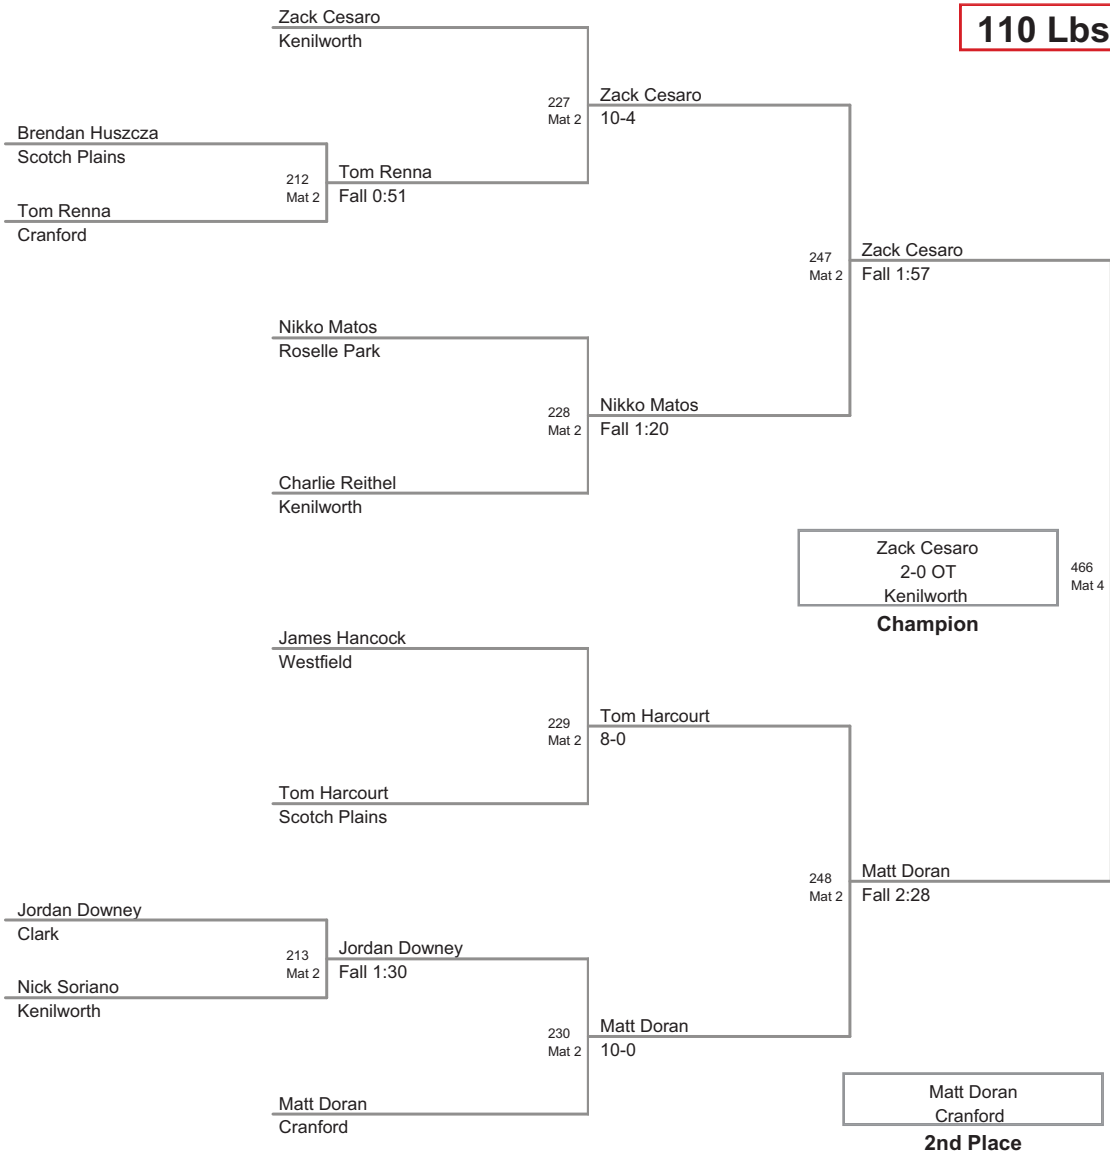 110 Lbs
Zack Cesaro
Kenilworth
227
Mat 2
Zack Cesaro
10-4
Brendan Huszcza
Scotch Plains
212
Mat 2
Tom Renna
Fall 0:51
Tom Renna
Cranford
247
Mat 2
Zack Cesaro
Fall 1:57
Nikko Matos
Roselle Park
228
Mat 2
Nikko Matos
Fall 1:20
Charlie Reithel
Kenilworth
Zack Cesaro
2-0 OT
Kenilworth
466
Mat 4
Champion
James Hancock
Westfield
229
Mat 2
Tom Harcourt
8-0
Tom Harcourt
Scotch Plains
248
Mat 2
Matt Doran
Fall 2:28
Jordan Downey
Clark
213
Mat 2
Jordan Downey
Fall 1:30
Nick Soriano
Kenilworth
230
Mat 2
Matt Doran
10-0
Matt Doran
Cranford
Matt Doran
Cranford
2nd Place